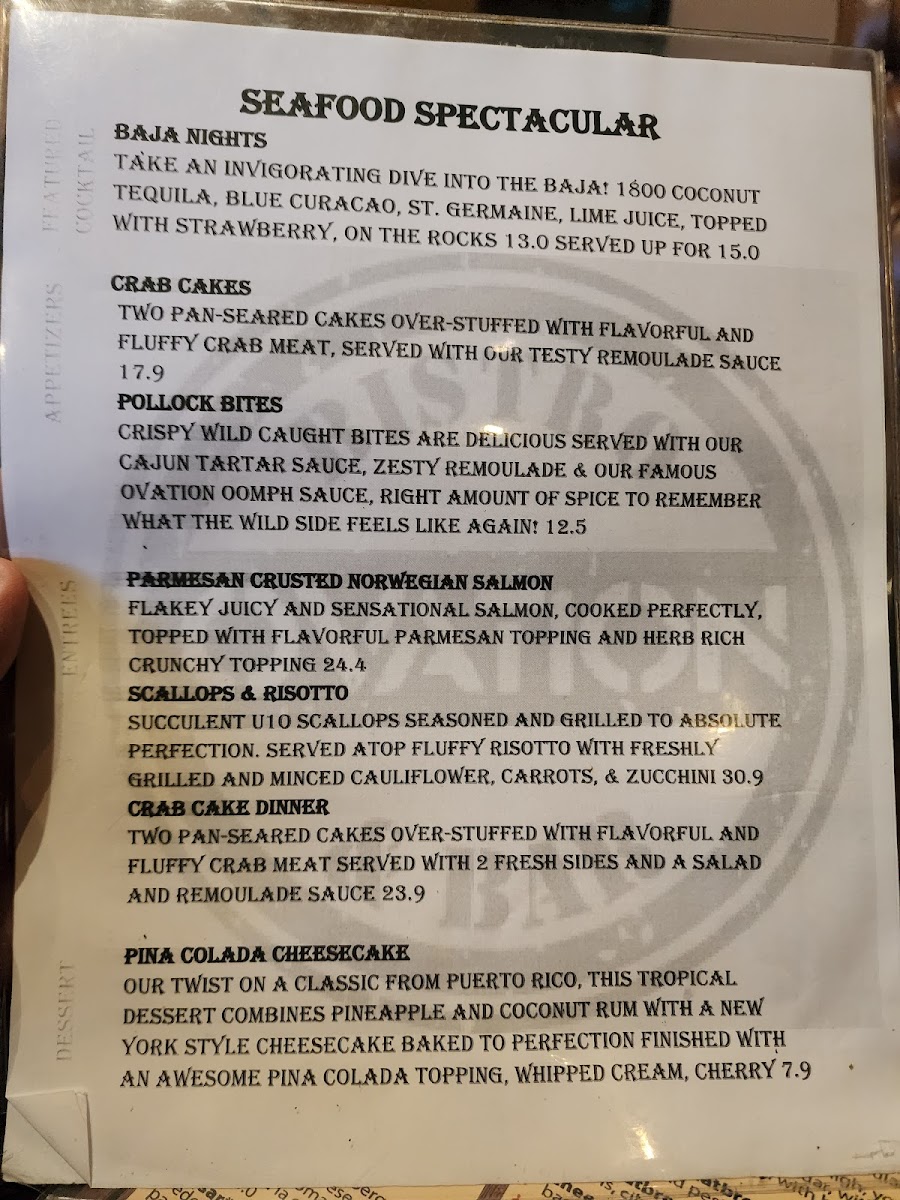 SEAFOOD SPECTACULAR
FEATURED
COCKTAIL
BAJA NIGHTS
TAKE AN INVIGORATING DIVE INTO THE BAJA! 1800 COCONUT
TEQUILA, BLUE CURACAO, ST. GERMAINE, LIME JUICE, TOPPED
WITH STRAWBERRY, ON THE ROCKS 13.0 SERVED UP FOR 15.0
APPETIZERS
CRAB CAKES
TWO PAN-SEARED CAKES OVER-STUFFED WITH FLAVORFUL AND
FLUFFY CRAB MEAT, SERVED WITH OUR TESTY REMOULADE SAUCE
17.9
POLLOCK BITES
CRISPY WILD CAUGHT BITES ARE DELICIOUS SERVED WITH OUR
CAJUN TARTAR SAUCE, ZESTY REMOULADE & OUR FAMOUS
OVATION OOMPH SAUCE, RIGHT AMOUNT OF SPICE TO REMEMBER
WHAT THE WILD SIDE FEELS LIKE AGAIN! 12.5
ENTREES
PARMESAN CRUSTED NORWEGIAN SALMON
FLAKEY JUICY AND SENSATIONAL SALMON, COOKED PERFECTLY,
TOPPED WITH FLAVORFUL PARMESAN TOPPING AND HERB RICH
CRUNCHY TOPPING 24.4
SCALLOPS & RISOTTO
SUCCULENT U10 SCALLOPS SEASONED AND GRILLED TO ABSOLUTE
PERFECTION. SERVED ATOP FLUFFY RISOTTO WITH FRESHLY
GRILLED AND MINCED CAULIFLOWER, CARROTS, & ZUCCHINI 30.9
CRAB CAKE DINNER
TWO PAN-SEARED CAKES OVER-STUFFED WITH FLAVORFUL AND
FLUFFY CRAB MEAT SERVED WITH 2 FRESH SIDES AND A SALAD
AND REMOULADE SAUCE 23.9
DESSERT
PINA COLADA CHEESECAKE
OUR TWIST ON A CLASSIC FROM PUERTO RICO, THIS TROPICAL
DESSERT COMBINES PINEAPPLE AND COCONUT RUM WITH A NEW
YORK STYLE CHEESECAKE BAKED TO PERFECTION FINISHED WITH
AN AWESOME PINA COLADA TOPPING, WHIPPED CREAM, CHERRY 7.9
BISTRO
OVATION
BAR